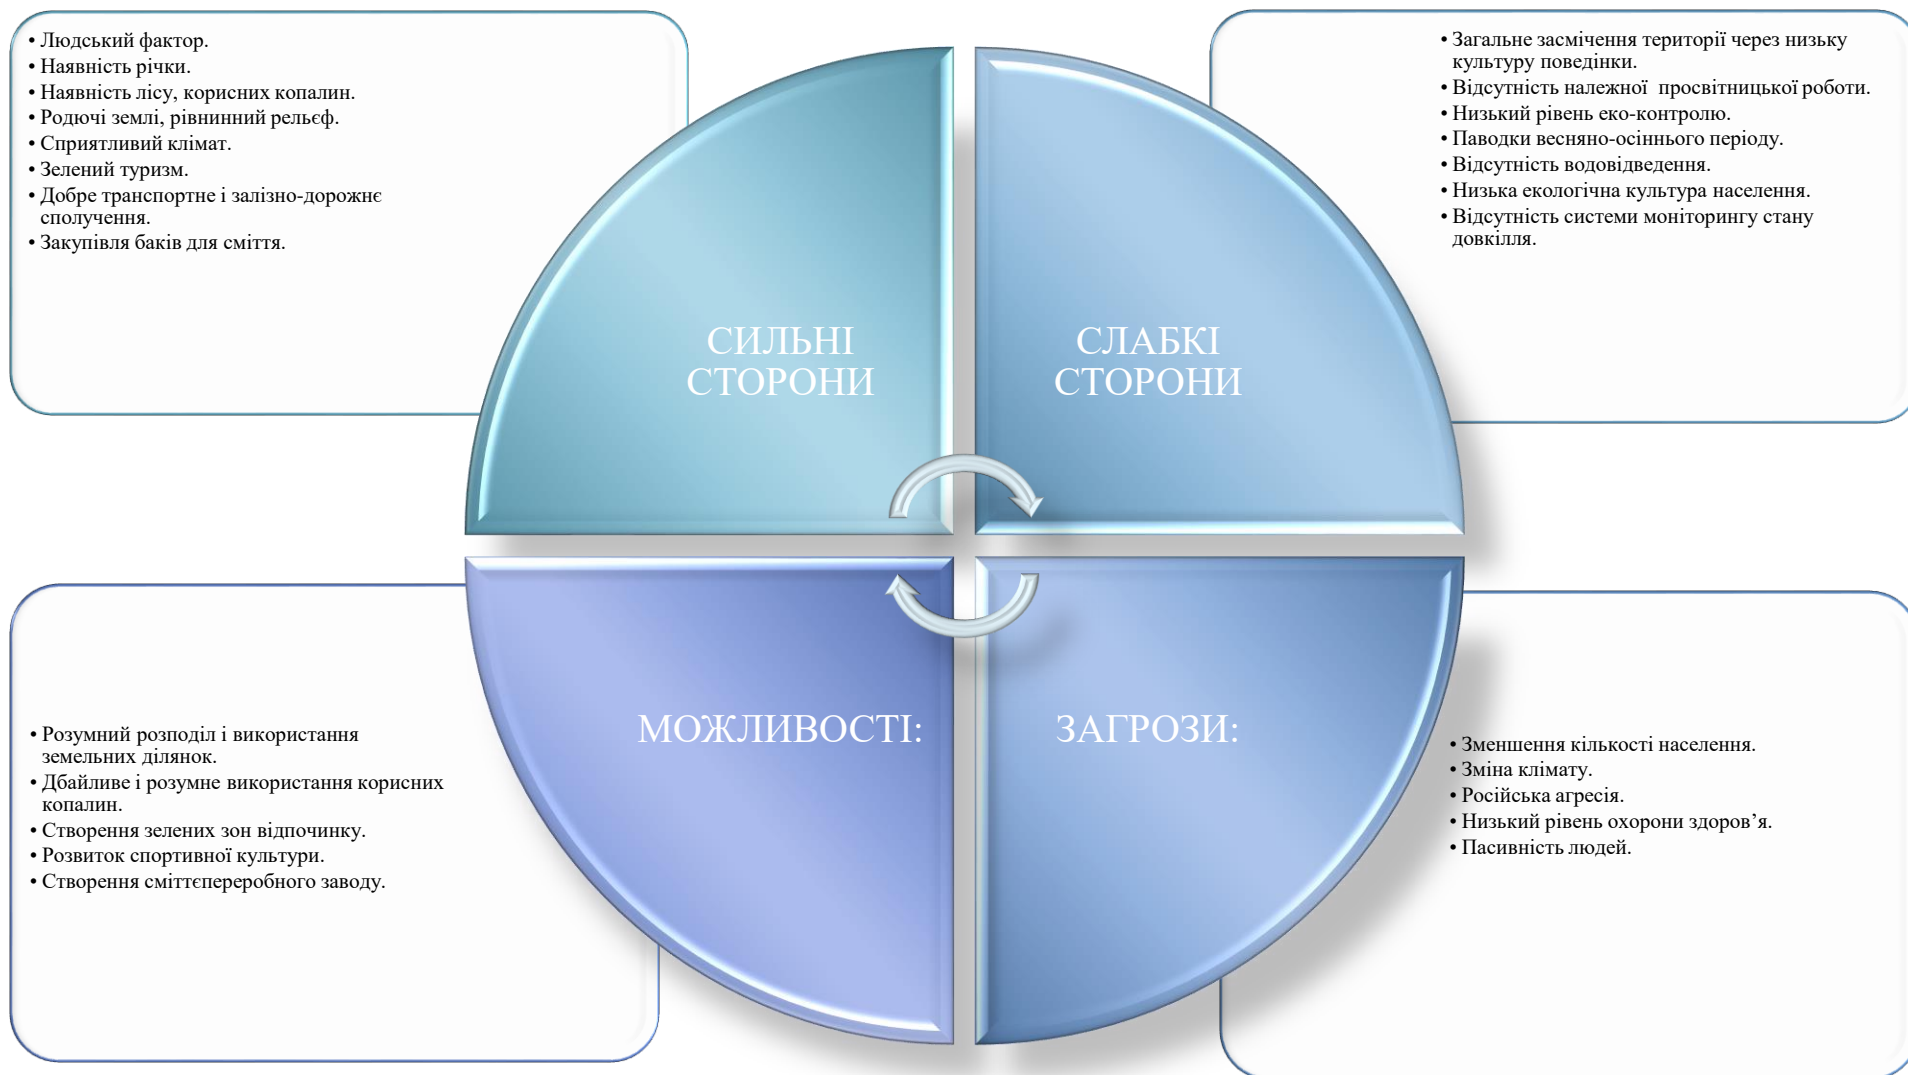 • Людський фактор.
• Наявність річки.
• Наявність лісу, корисних копалин.
• Родючі землі, рівнинний рельєф.
• Сприятливий клімат.
• Зелений туризм.
• Добре транспортне і залізно-дорожнє
сполучення.
• Закупівля баків для сміття.
• Загальне засмічення території через низьку
культуру поведінки.
• Відсутність належної просвітницької роботи.
• Низький рівень еко-контролю.
• Паводки весняно-осіннього періоду.
• Відсутність водовідведення.
• Низька екологічна культура населення.
• Відсутність системи моніторингу стану
довкілля.
СИЛЬНІ
СТОРОНИ
СЛАБКІ
СТОРОНИ
МОЖЛИВОСТІ:
ЗАГРОЗИ:
• Розумний розподіл і використання
земельних ділянок.
• Дбайливе і розумне використання корисних
копалин.
• Створення зелених зон відпочинку.
• Розвиток спортивної культури.
• Створення сміттєпереробного заводу.
• Зменшення кількості населення.
• Зміна клімату.
• Російська агресія.
• Низький рівень охорони здоров’я.
• Пасивність людей.